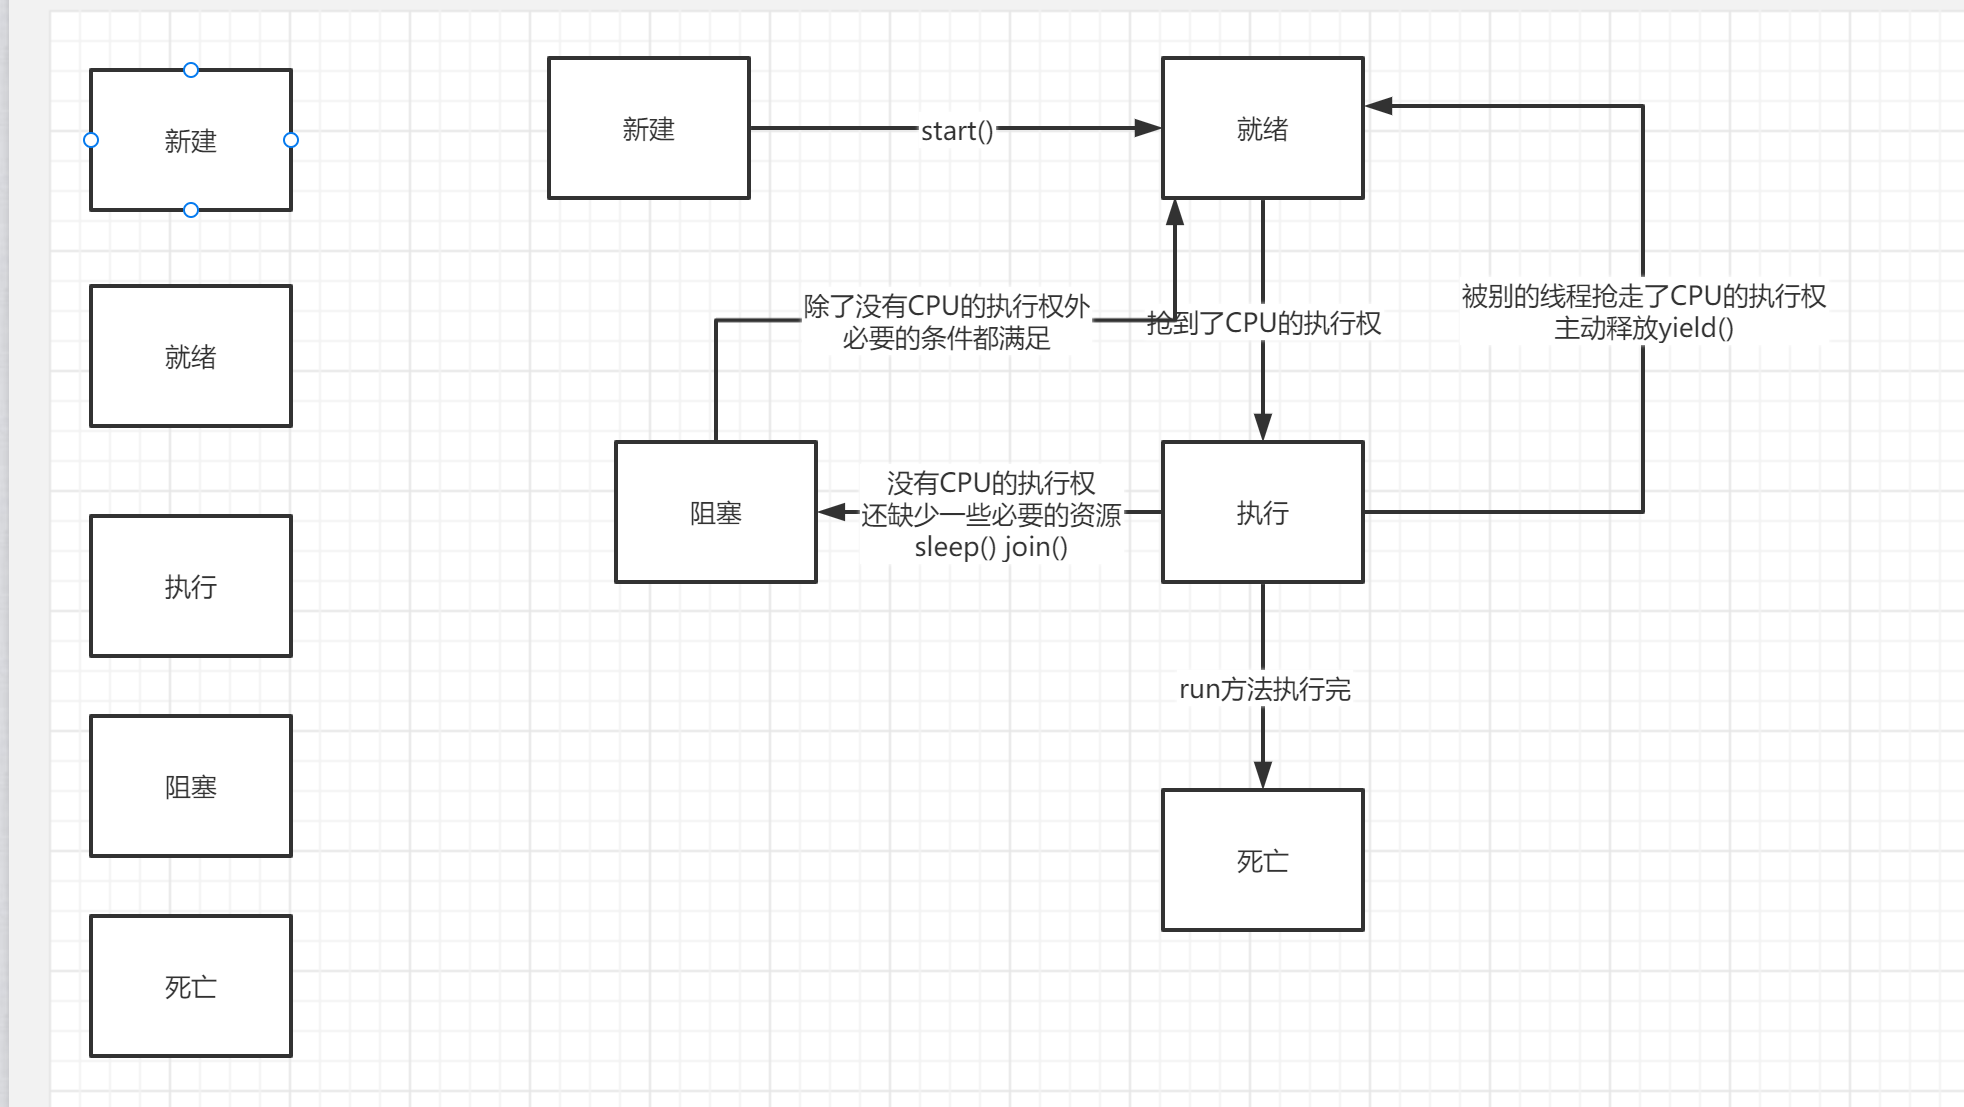 新建
就绪
执行
阻塞
死亡
新建
start()
就绪
除了没有CPU的执行权外
必要的条件都满足
抢到了CPU的执行权
被别的线程抢走了CPU的执行权
主动释放yield()
阻塞
没有CPU的执行权
还缺少一些必要的资源
sleep() join()
执行
run方法执行完
死亡